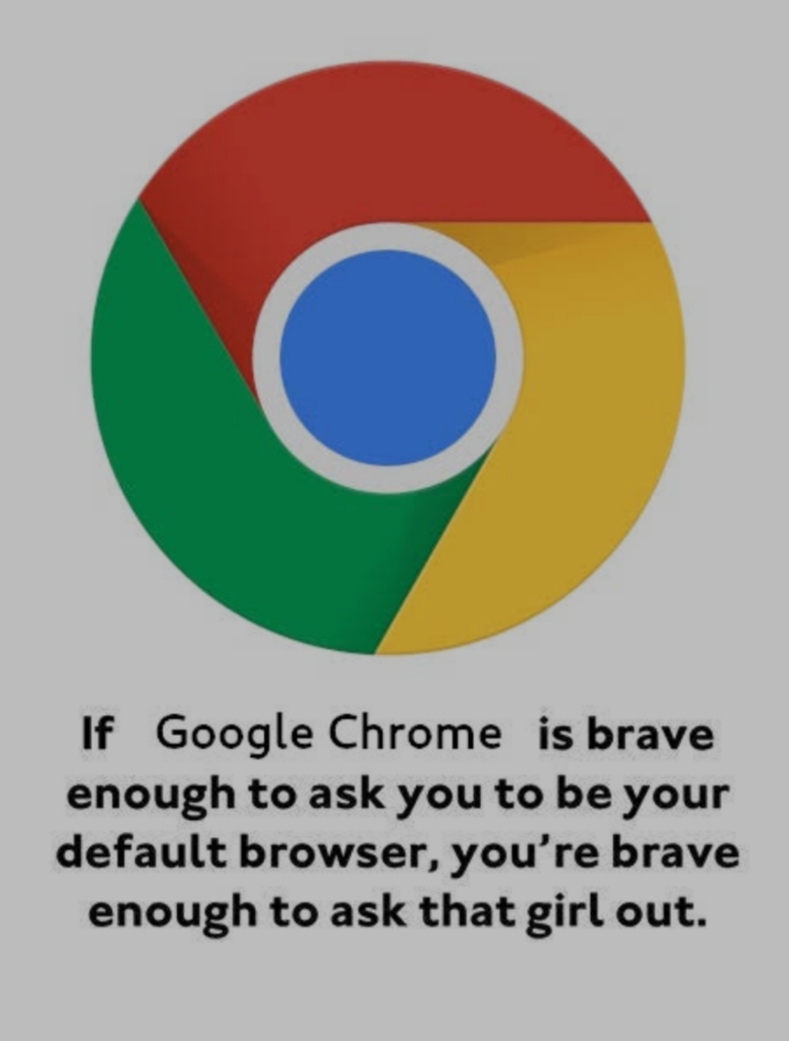 If Google Chrome is brave
enough to ask you to be your
default browser, you're brave
enough to ask that girl out.